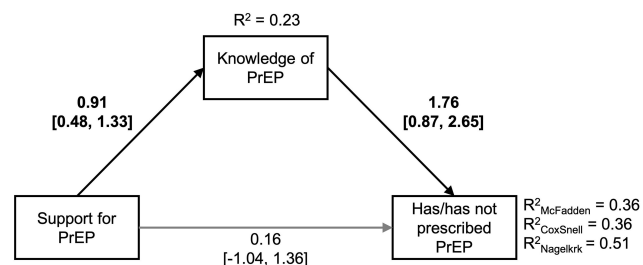 R² = 0.23
Knowledge of
PrEP
0.91
[0.48, 1.33]
1.76
[0.87, 2.65]
Support for
PrEP
0.16
[-1.04, 1.36]
Has/has not
prescribed
PrEP
R²McFadden = 0.36
R²CoxSnell = 0.36
R²Nagelkrk = 0.51